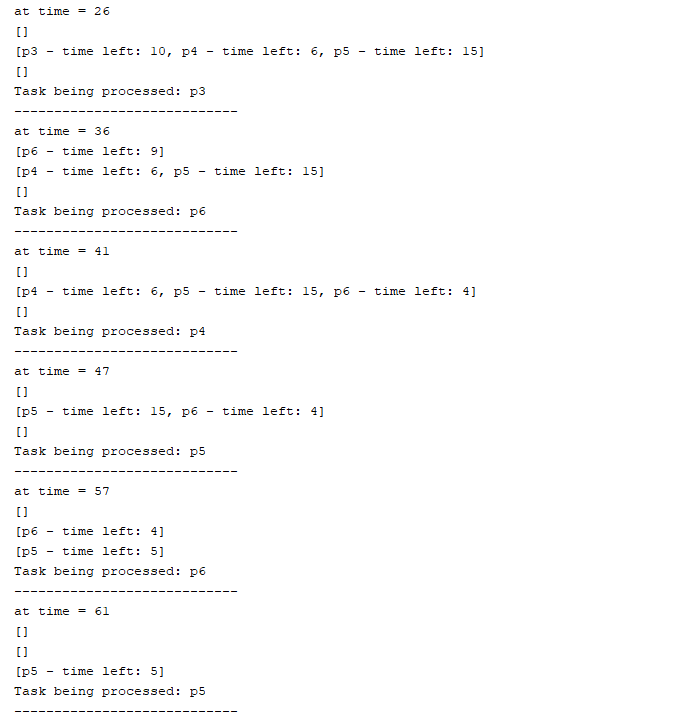 at time = 26
[]
[p3 - time left: 10, p4 - time left: 6, p5 - time left: 15]
[]
Task being processed: p3
----------------------------
at time = 36
[p6 - time left: 9]
[p4 - time left: 6, p5 - time left: 15]
[]
Task being processed: p6
----------------------------
at time = 41
[]
[p4 - time left: 6, p5 - time left: 15, p6 - time left: 4]
[]
Task being processed: p4
----------------------------
at time = 47
[]
[p5 - time left: 15, p6 - time left: 4]
[]
Task being processed: p5
----------------------------
at time = 57
[]
[p6 - time left: 4]
[p5 - time left: 5]
Task being processed: p6
----------------------------
at time = 61
[]
[]
[p5 - time left: 5]
Task being processed: p5
----------------------------